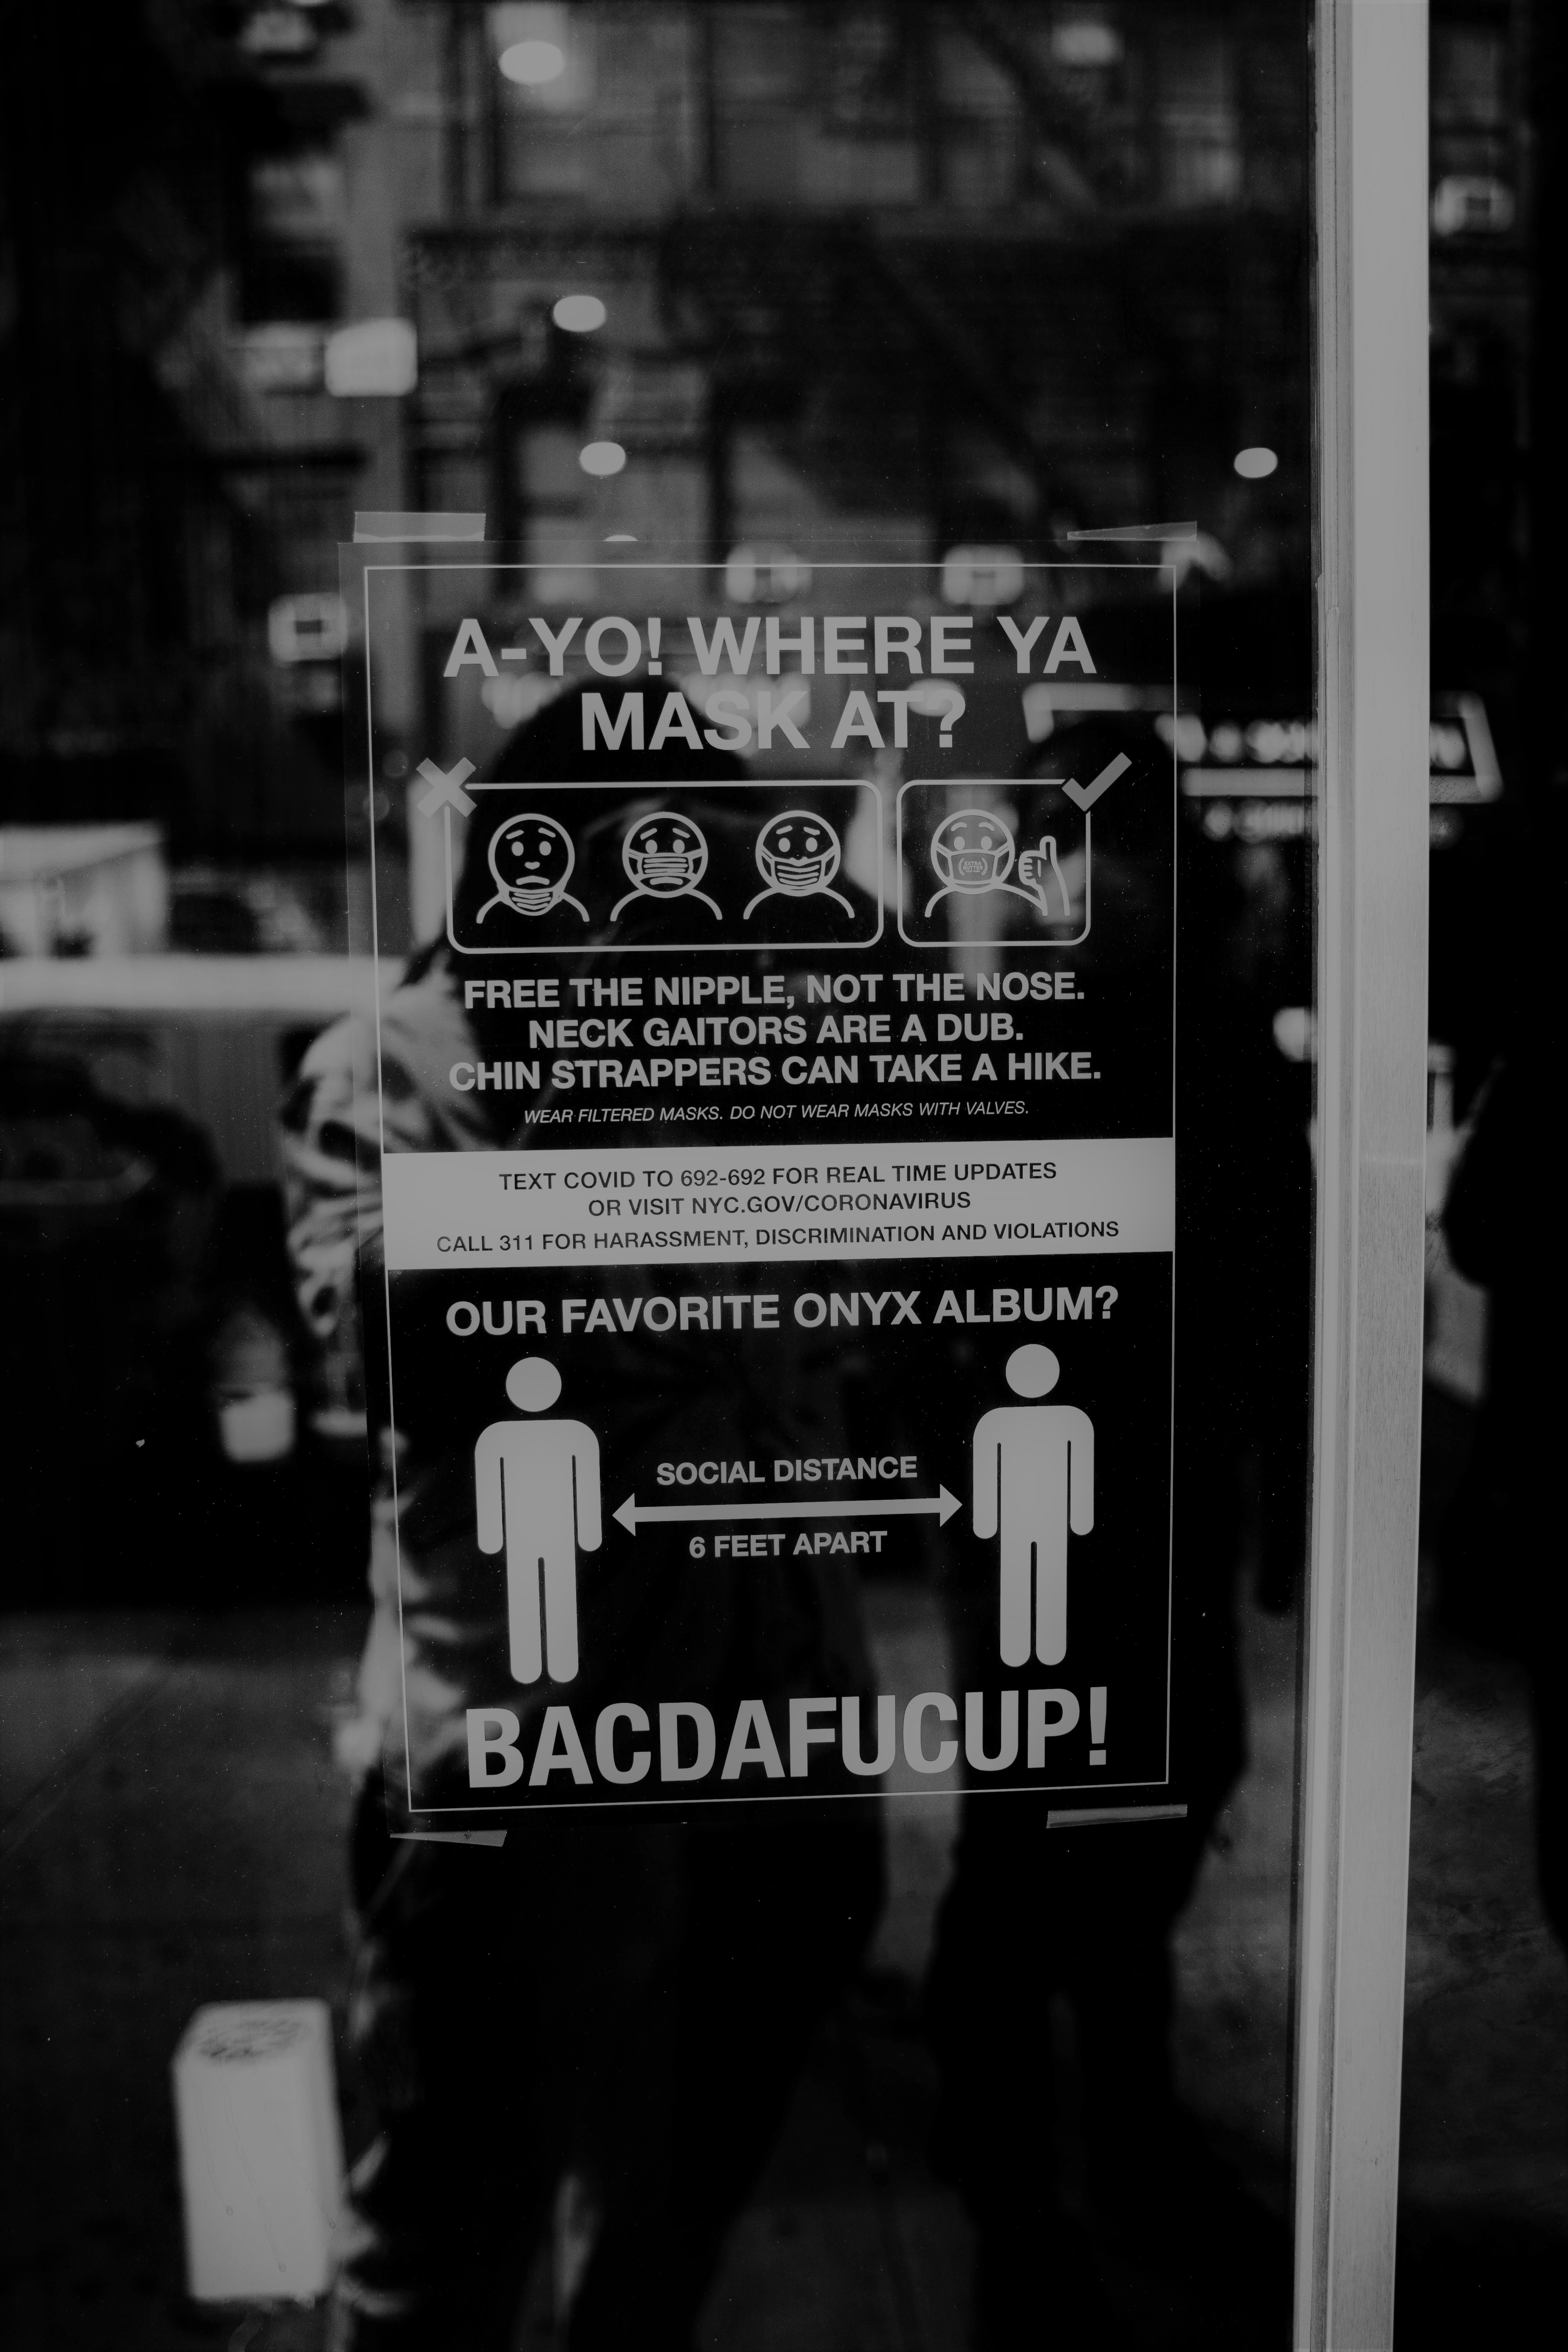 A-YO! WHERE YA
MASK AT?
EXTRA
BUTTER
FREE THE NIPPLE, NOT THE NOSE.
NECK GAITORS ARE A DUB.
CHIN STRAPPERS CAN TAKE A HIKE.
WEAR FILTERED MASKS. DO NOT WEAR MASKS WITH VALVES.
TEXT COVID TO 692-692 FOR REAL TIME UPDATES
OR VISIT NYC.GOV/CORONAVIRUS
CALL 311 FOR HARASSMENT, DISCRIMINATION AND VIOLATIONS
OUR FAVORITE ONYX ALBUM?
SOCIAL DISTANCE
6 FEET APART
BACDAFUCUP!